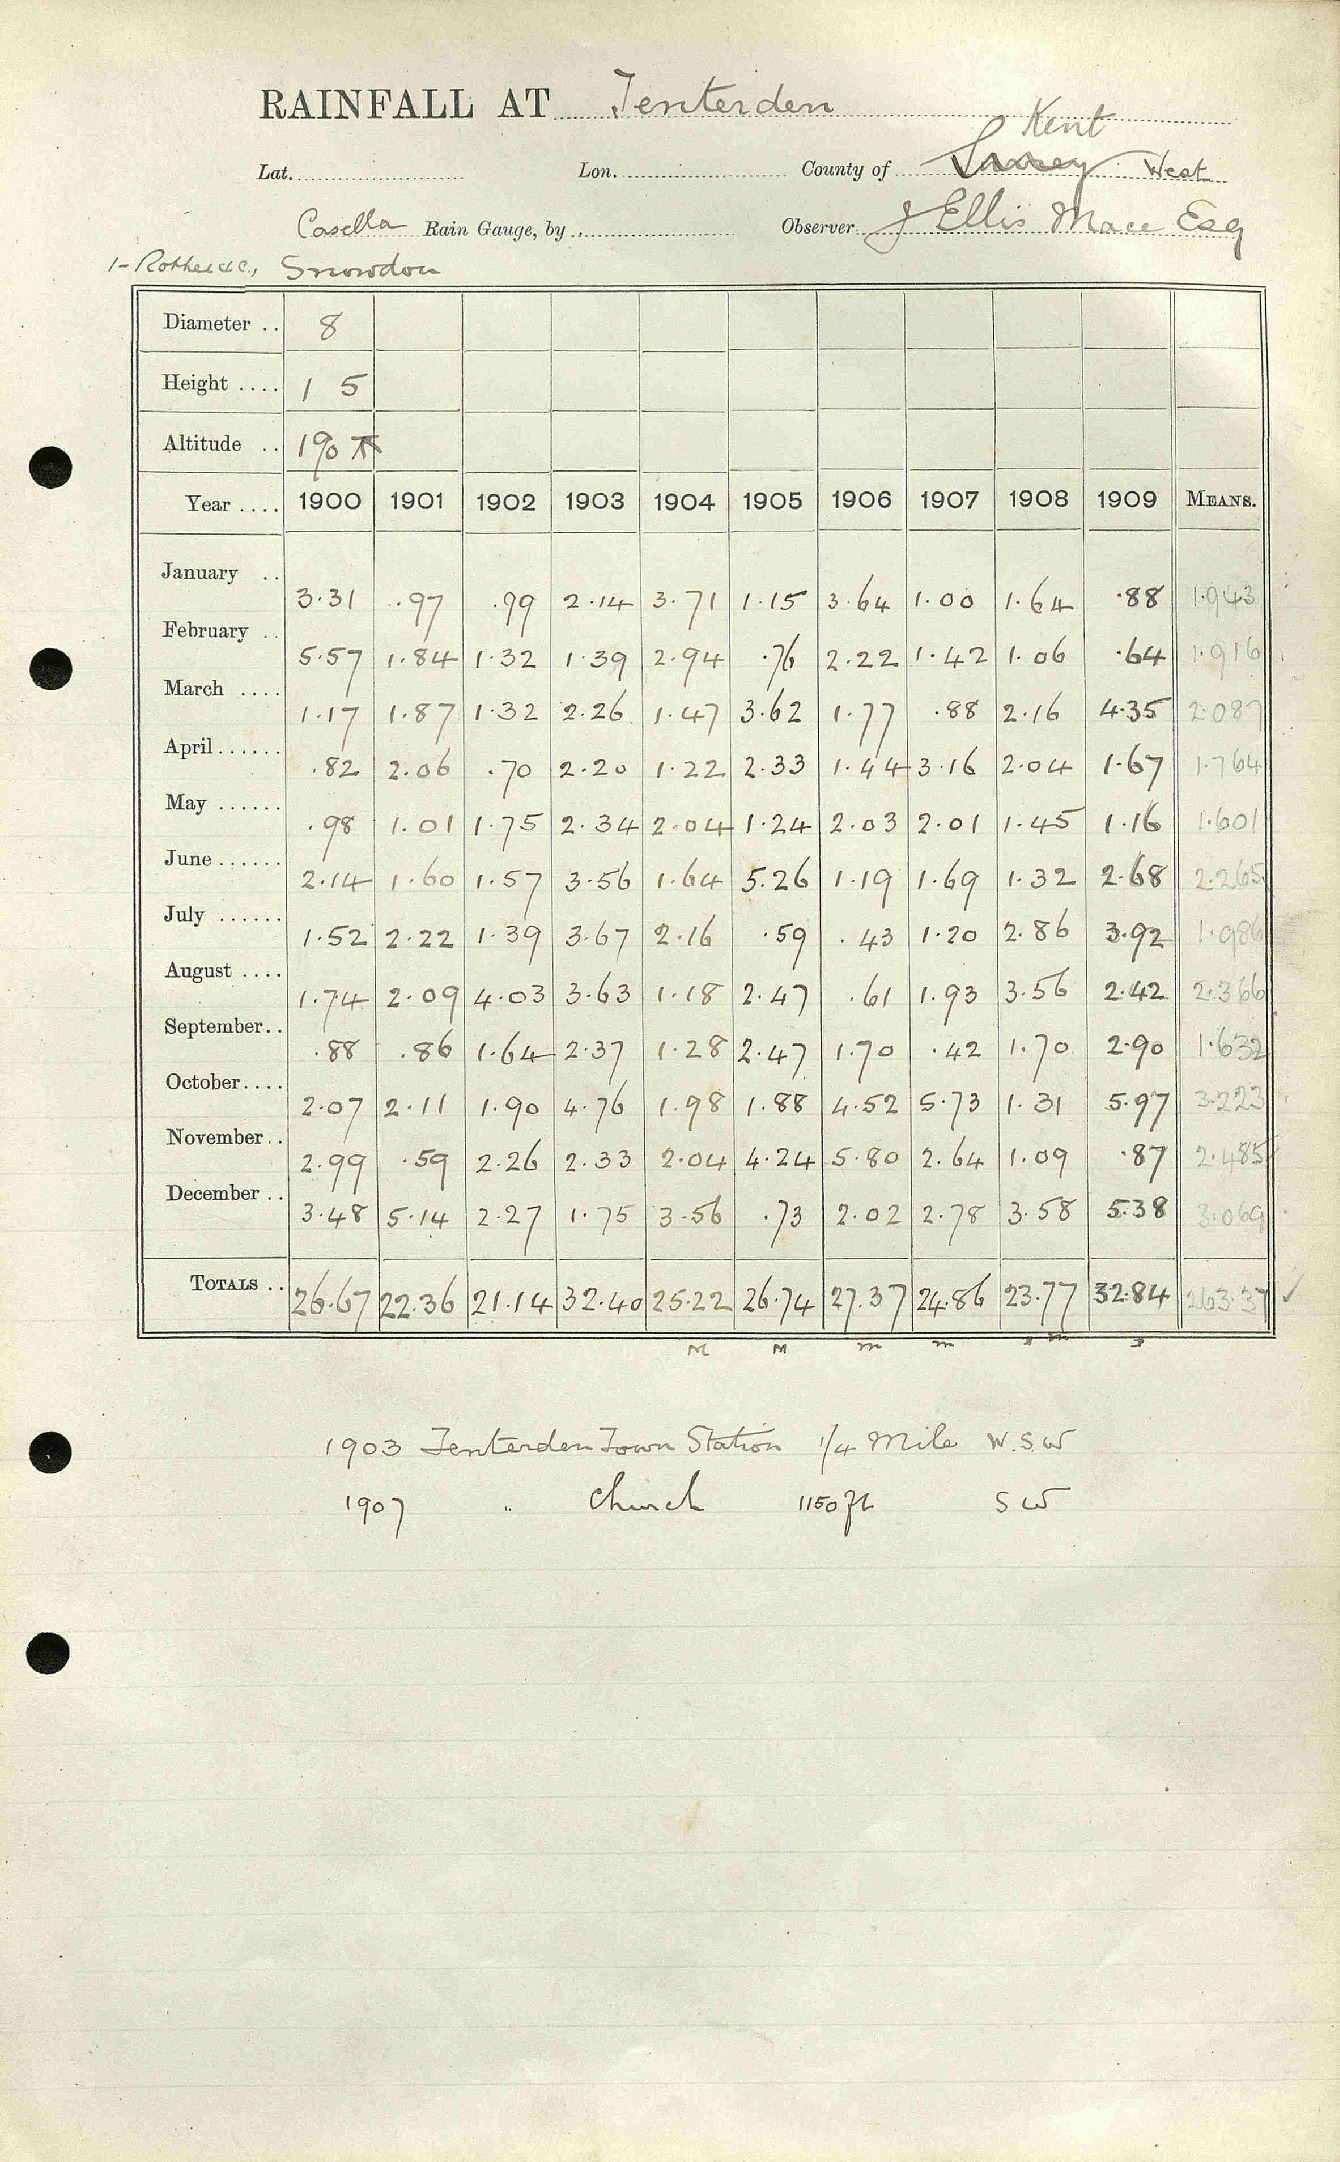 RAINFALL AT Tenterden
Kent
Lat. Lon. County of Surrey West
Casella Rain Gauge, by Observer J Ellis Mace Esq
Snowdon
Diameter .. 8
Height .... 1 5
Altitude .. 190
Year .... 1900 1901 1902 1903 1904 1905 1906 1907 1908 1909 MEANS.
January .. 3.31 .97 .99 2.14 3.71 1.15 3.64 1.00 1.64 .88 1.943
February .. 5.57 1.84 1.32 1.39 2.94 .76 2.22 1.42 1.06 .64 1.916
March .... 1.17 1.87 1.32 2.26 1.47 3.62 1.77 .88 2.16 4.35 2.087
April ...... .82 2.06 .70 2.20 1.22 2.33 1.44 3.16 2.04 1.67 1.764
May ...... .98 1.01 1.75 2.34 2.04 1.24 2.03 2.01 1.45 1.16 1.601
June ...... 2.14 1.60 1.57 3.56 1.64 5.26 1.19 1.69 1.32 2.68 2.265
July ...... 1.52 2.22 1.39 3.67 2.16 .59 .43 1.20 2.86 3.92 1.986
August .... 1.74 2.09 4.03 3.63 1.18 2.47 .61 1.93 3.56 2.42 2.366
September .. .88 .86 1.64 2.37 1.28 2.47 1.70 .42 1.70 2.90 1.632
October .... 2.07 2.11 1.90 4.76 1.98 1.88 4.52 5.73 1.31 5.97 3.223
November .. 2.99 .59 2.26 2.33 2.04 4.24 5.80 2.64 1.09 .87 2.485
December .. 3.48 5.14 2.27 1.75 3.56 .73 2.02 2.78 3.58 5.38 3.069
TOTALS .. 26.67 22.36 21.14 32.40 25.22 26.74 27.37 24.86 23.77 32.84 263.37 ✓
M M m m
1903 Tenterden Town Station 1/4 Mile W.S.W
1907 " Church 1150 ft SW